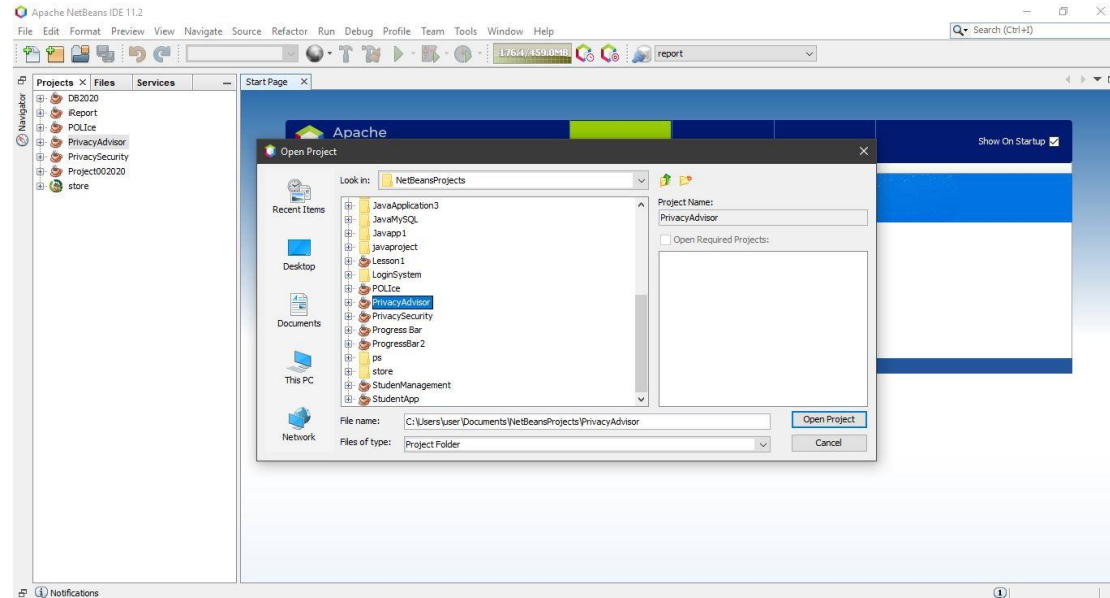 Apache NetBeans IDE 11.2
File Edit Format Preview View Navigate Source Refactor Run Debug Profile Team Tools Window Help
Search (Ctrl+I)
report
Projects Files Services
Start Page
Navigator
DB2020
iReport
POLIce
PrivacyAdvisor
PrivacySecurity
Project002020
store
Apache
Show On Startup
Open Project
Look in: NetBeansProjects
Recent Items
Desktop
Documents
This PC
Network
JavaApplication3
JavaMySQL
Javapp1
javaproject
Lesson1
LoginSystem
POLIce
PrivacyAdvisor
PrivacySecurity
Progress Bar
ProgressBar2
ps
store
StudenManagement
StudentApp
Project Name:
PrivacyAdvisor
Open Required Projects:
File name: C:\Users\user\Documents\NetBeansProjects\PrivacyAdvisor
Open Project
Files of type: Project Folder
Cancel
Notifications
1